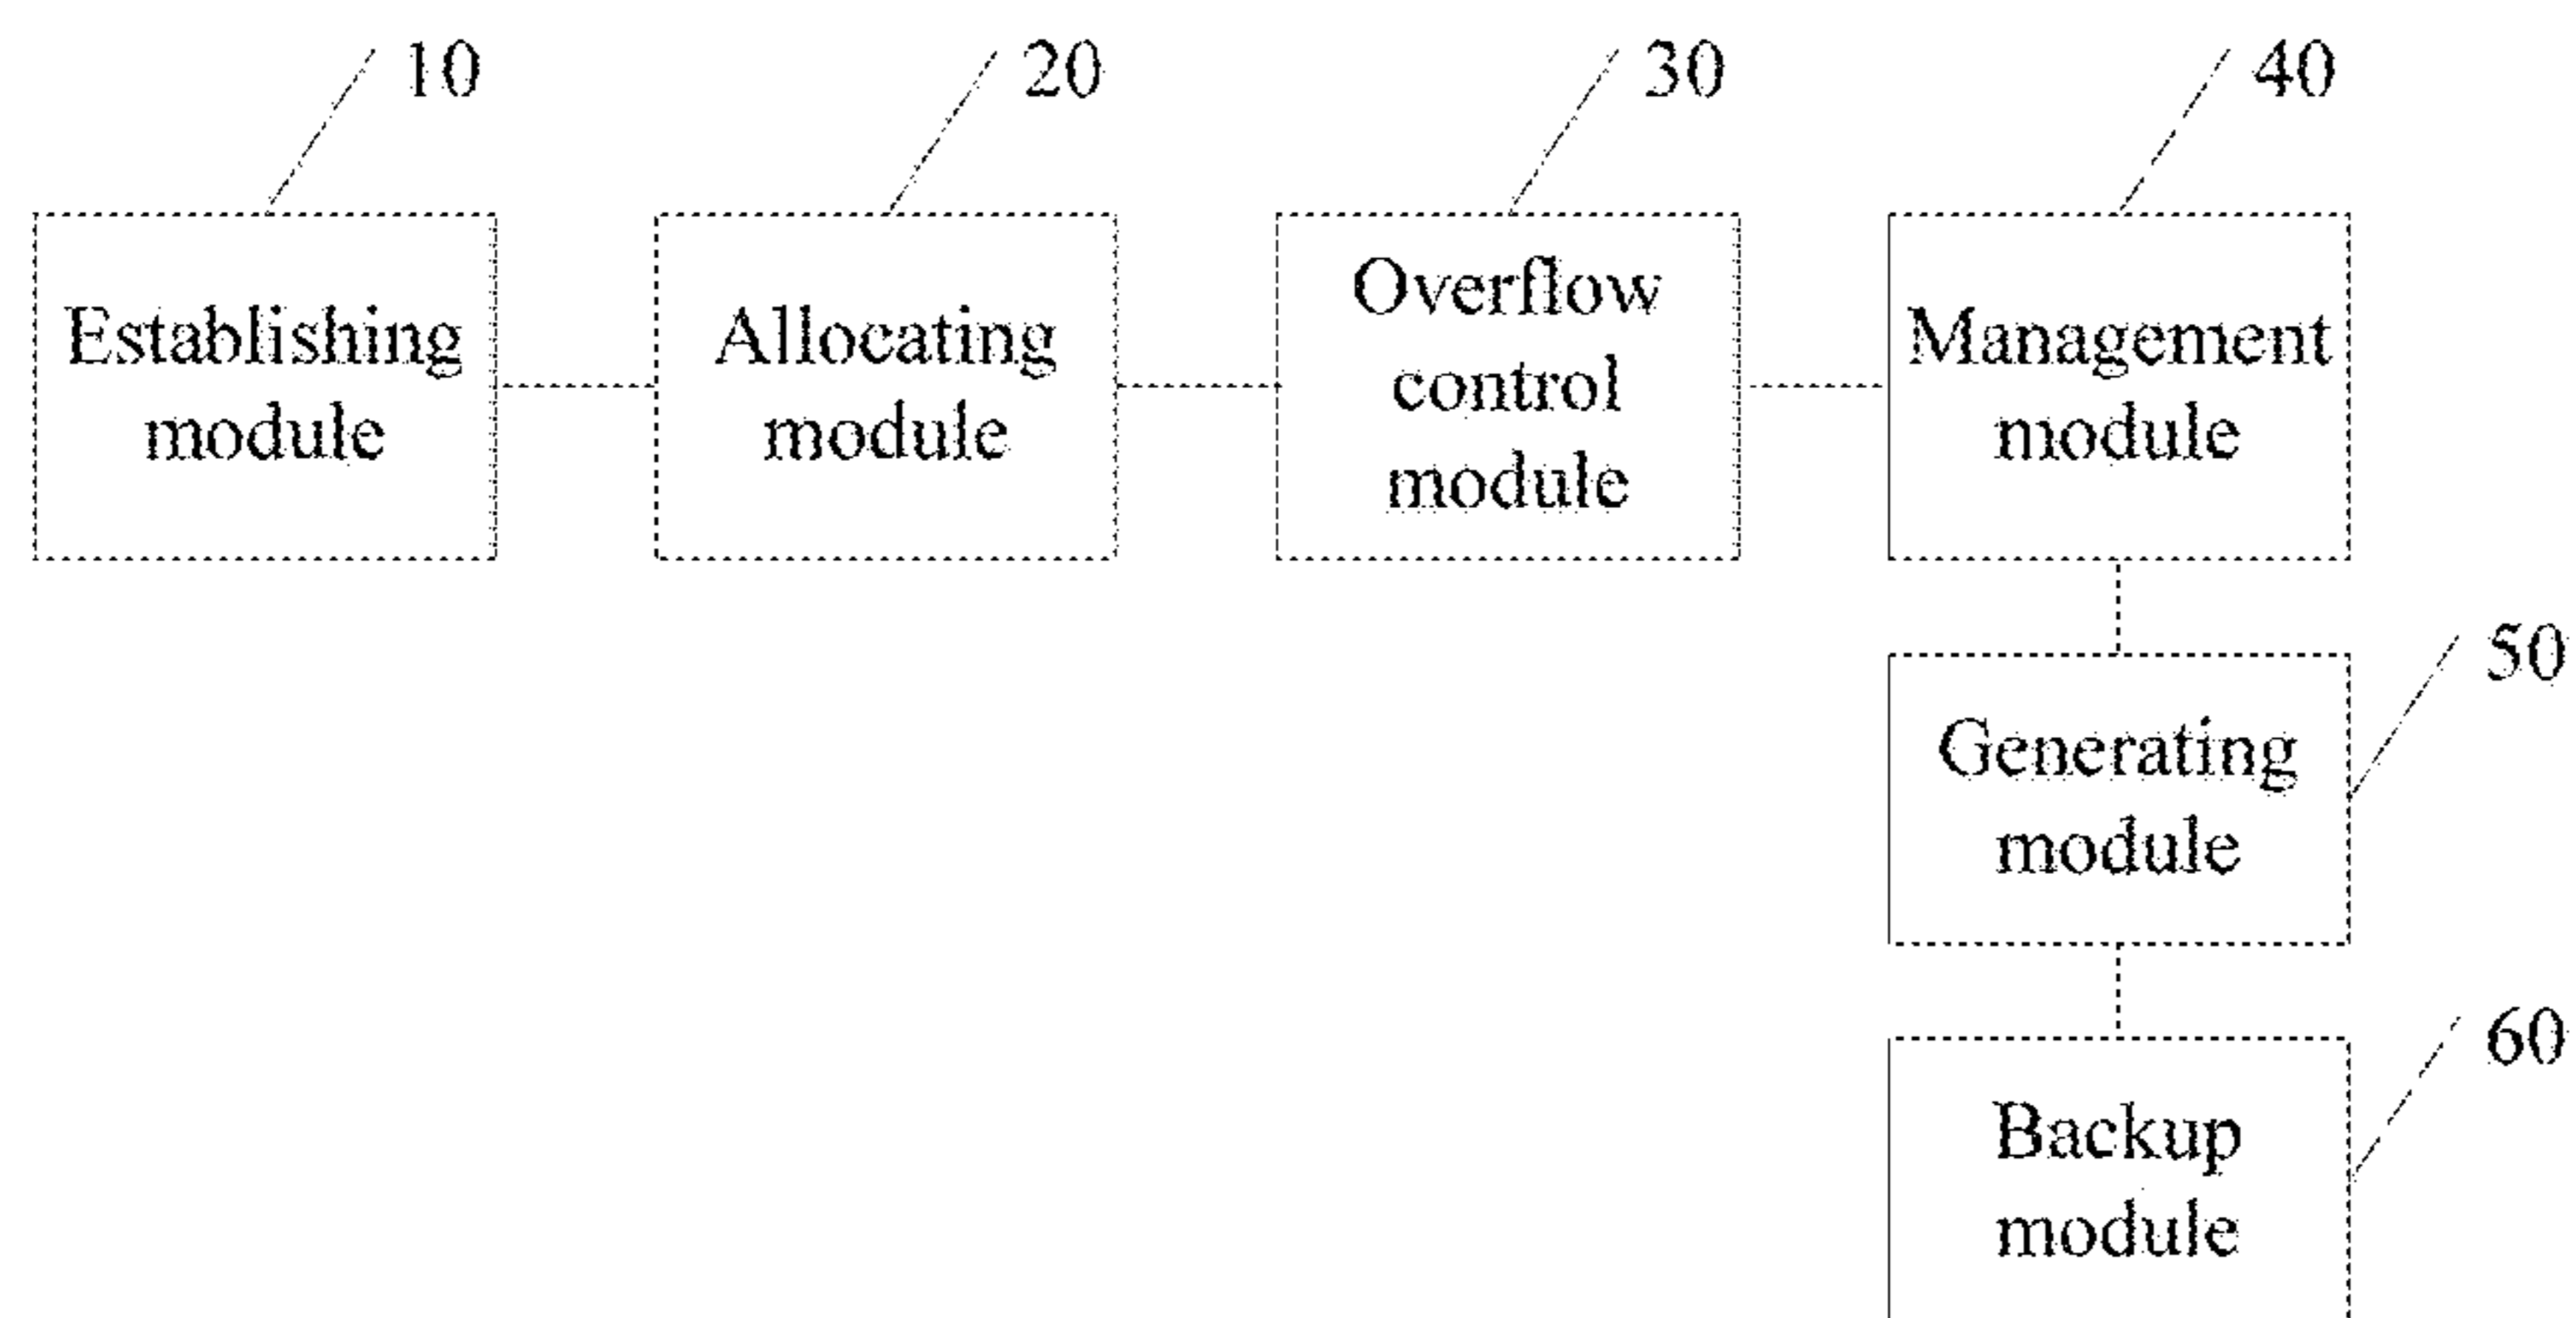 10
20
30
40
Establishing
module
Allocating
module
Overflow
control
module
Management
module
50
Generating
module
60
Backup
module